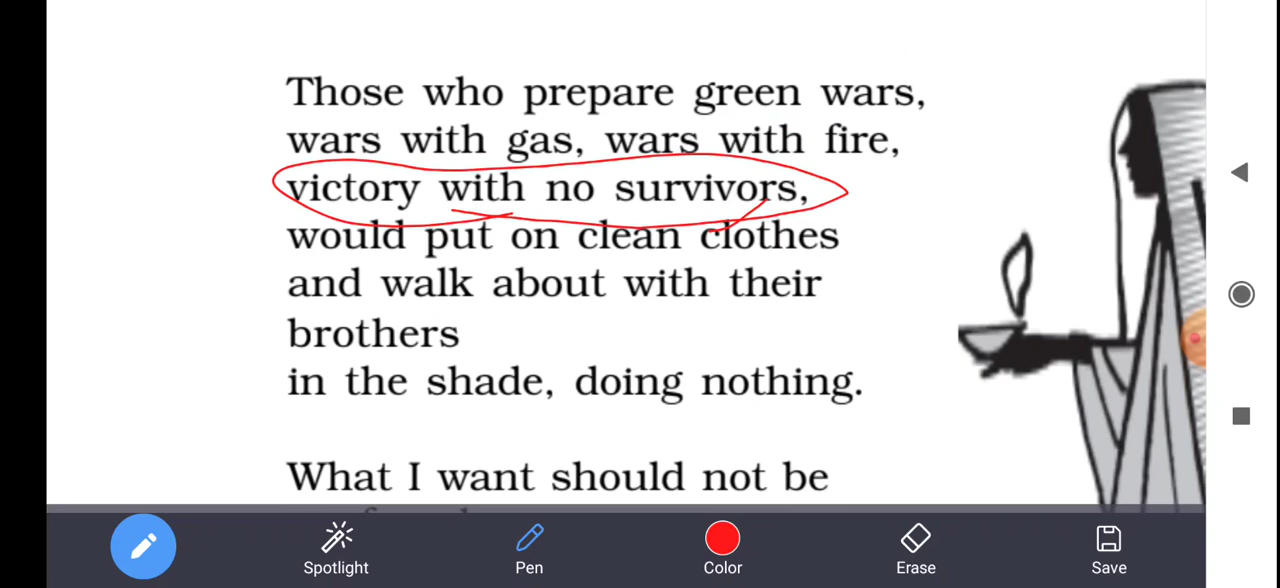 Those who prepare green wars,
wars with gas, wars with fire,
victory with no survivors,
would put on clean clothes
and walk about with their
brothers
in the shade, doing nothing.
What I want should not be
Spotlight
Pen
Color
Erase
Save